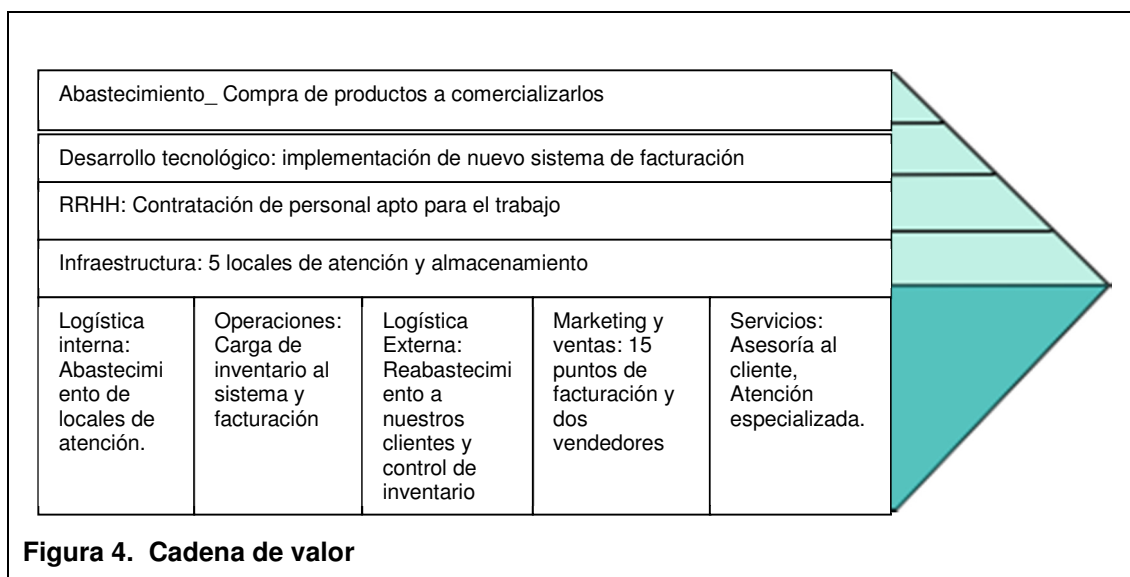 Abastecimiento_ Compra de productos a comercializarlos
Desarrollo tecnológico: implementación de nuevo sistema de facturación
RRHH: Contratación de personal apto para el trabajo
Infraestructura: 5 locales de atención y almacenamiento
Logística
interna:
Abastecimi
ento de
locales de
atención.
Operaciones:
Carga de
inventario al
sistema y
facturación
Logística
Externa:
Reabastecimi
ento a
nuestros
clientes y
control de
inventario
Marketing y
ventas: 15
puntos de
facturación y
dos
vendedores
Servicios:
Asesoría al
cliente,
Atención
especializada.
Figura 4.  Cadena de valor